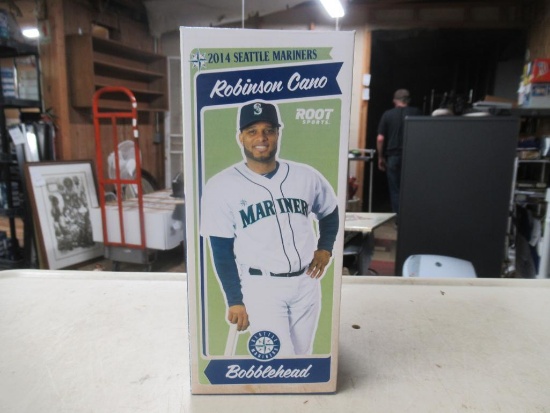 2014 SEATTLE MARINERS
Robinson Cano
ROOT
SPORTS
S
MARINERS
SEATTLE
MARINERS
Bobblehead